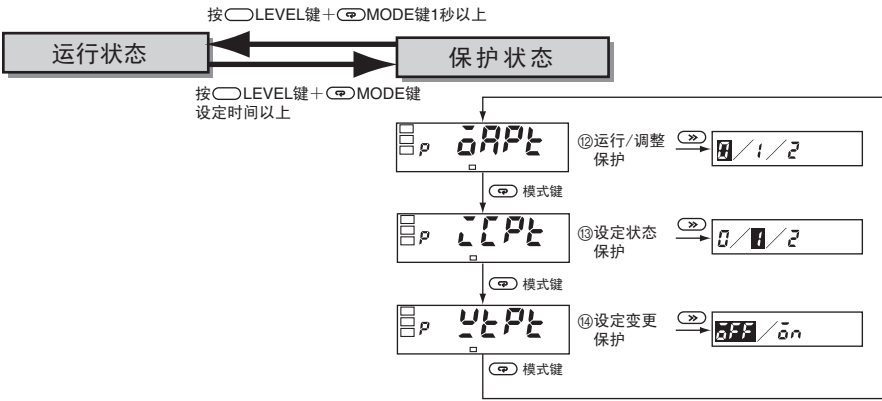 按LEVEL键+MODE键1秒以上
运行状态
保护状态
按LEVEL键+MODE键
设定时间以上
P oAPt
⑫运行/调整
保护
0/1/2
模式键
P iCPt
⑬设定状态
保护
0/1/2
模式键
P WtPt
⑭设定变更
保护
oFF/on
模式键